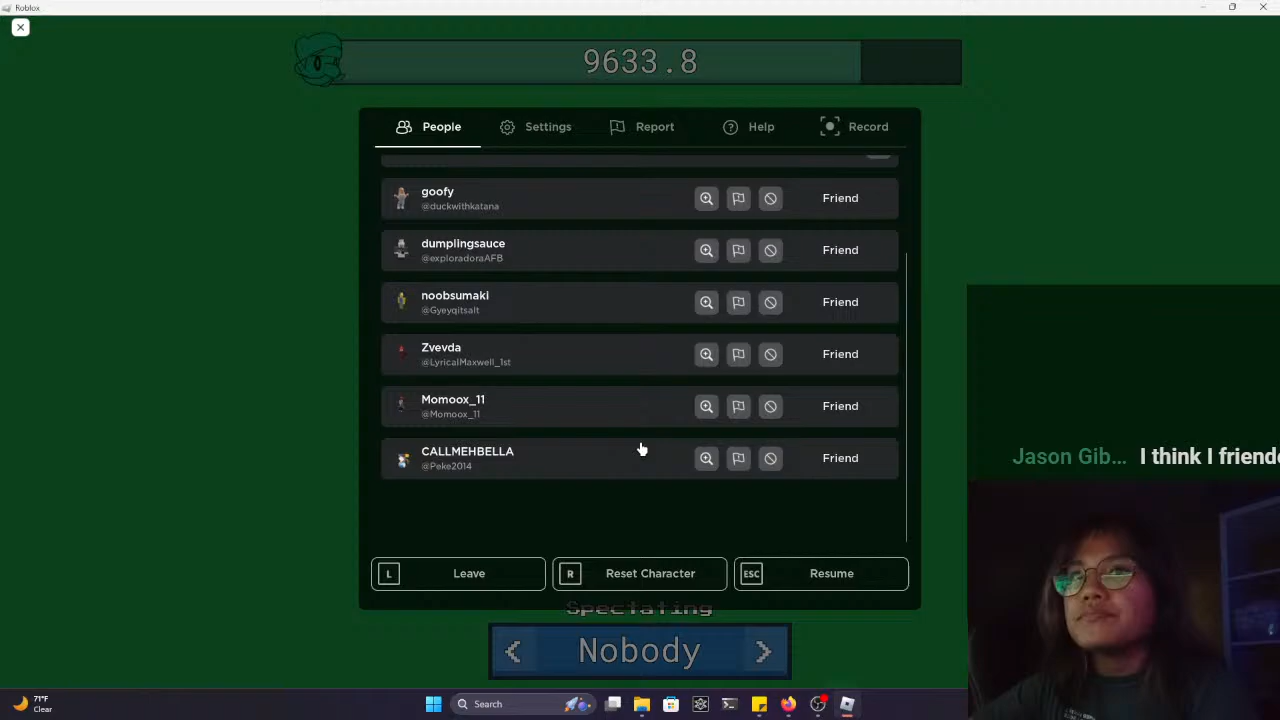 Roblox
9633.8
People
Settings
Report
Help
Record
goofy
@duckwithkatana
Friend
dumplingsauce
@exploradoraAFB
Friend
noobsumaki
@Gyeyqitsalt
Friend
Zvevda
@LyricalMaxwell_1st
Friend
Momoox_11
@Momoox_11
Friend
CALLMEHBELLA
@Peke2014
Friend
Jason Gib... I think I friende
L Leave
R Reset Character
ESC Resume
Spectating
< Nobody >
71°F
Clear
Search